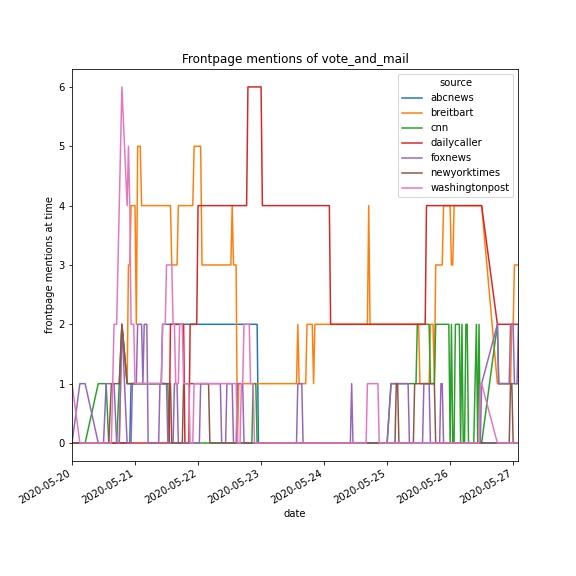 Frontpage mentions of vote_and_mail
source
abcnews
breitbart
cnn
dailycaller
foxnews
newyorktimes
washingtonpost
frontpage mentions at time
6
5
4
3
2
1
0
2020-05-20
2020-05-21
2020-05-22
2020-05-23
2020-05-24
2020-05-25
2020-05-26
2020-05-27
date